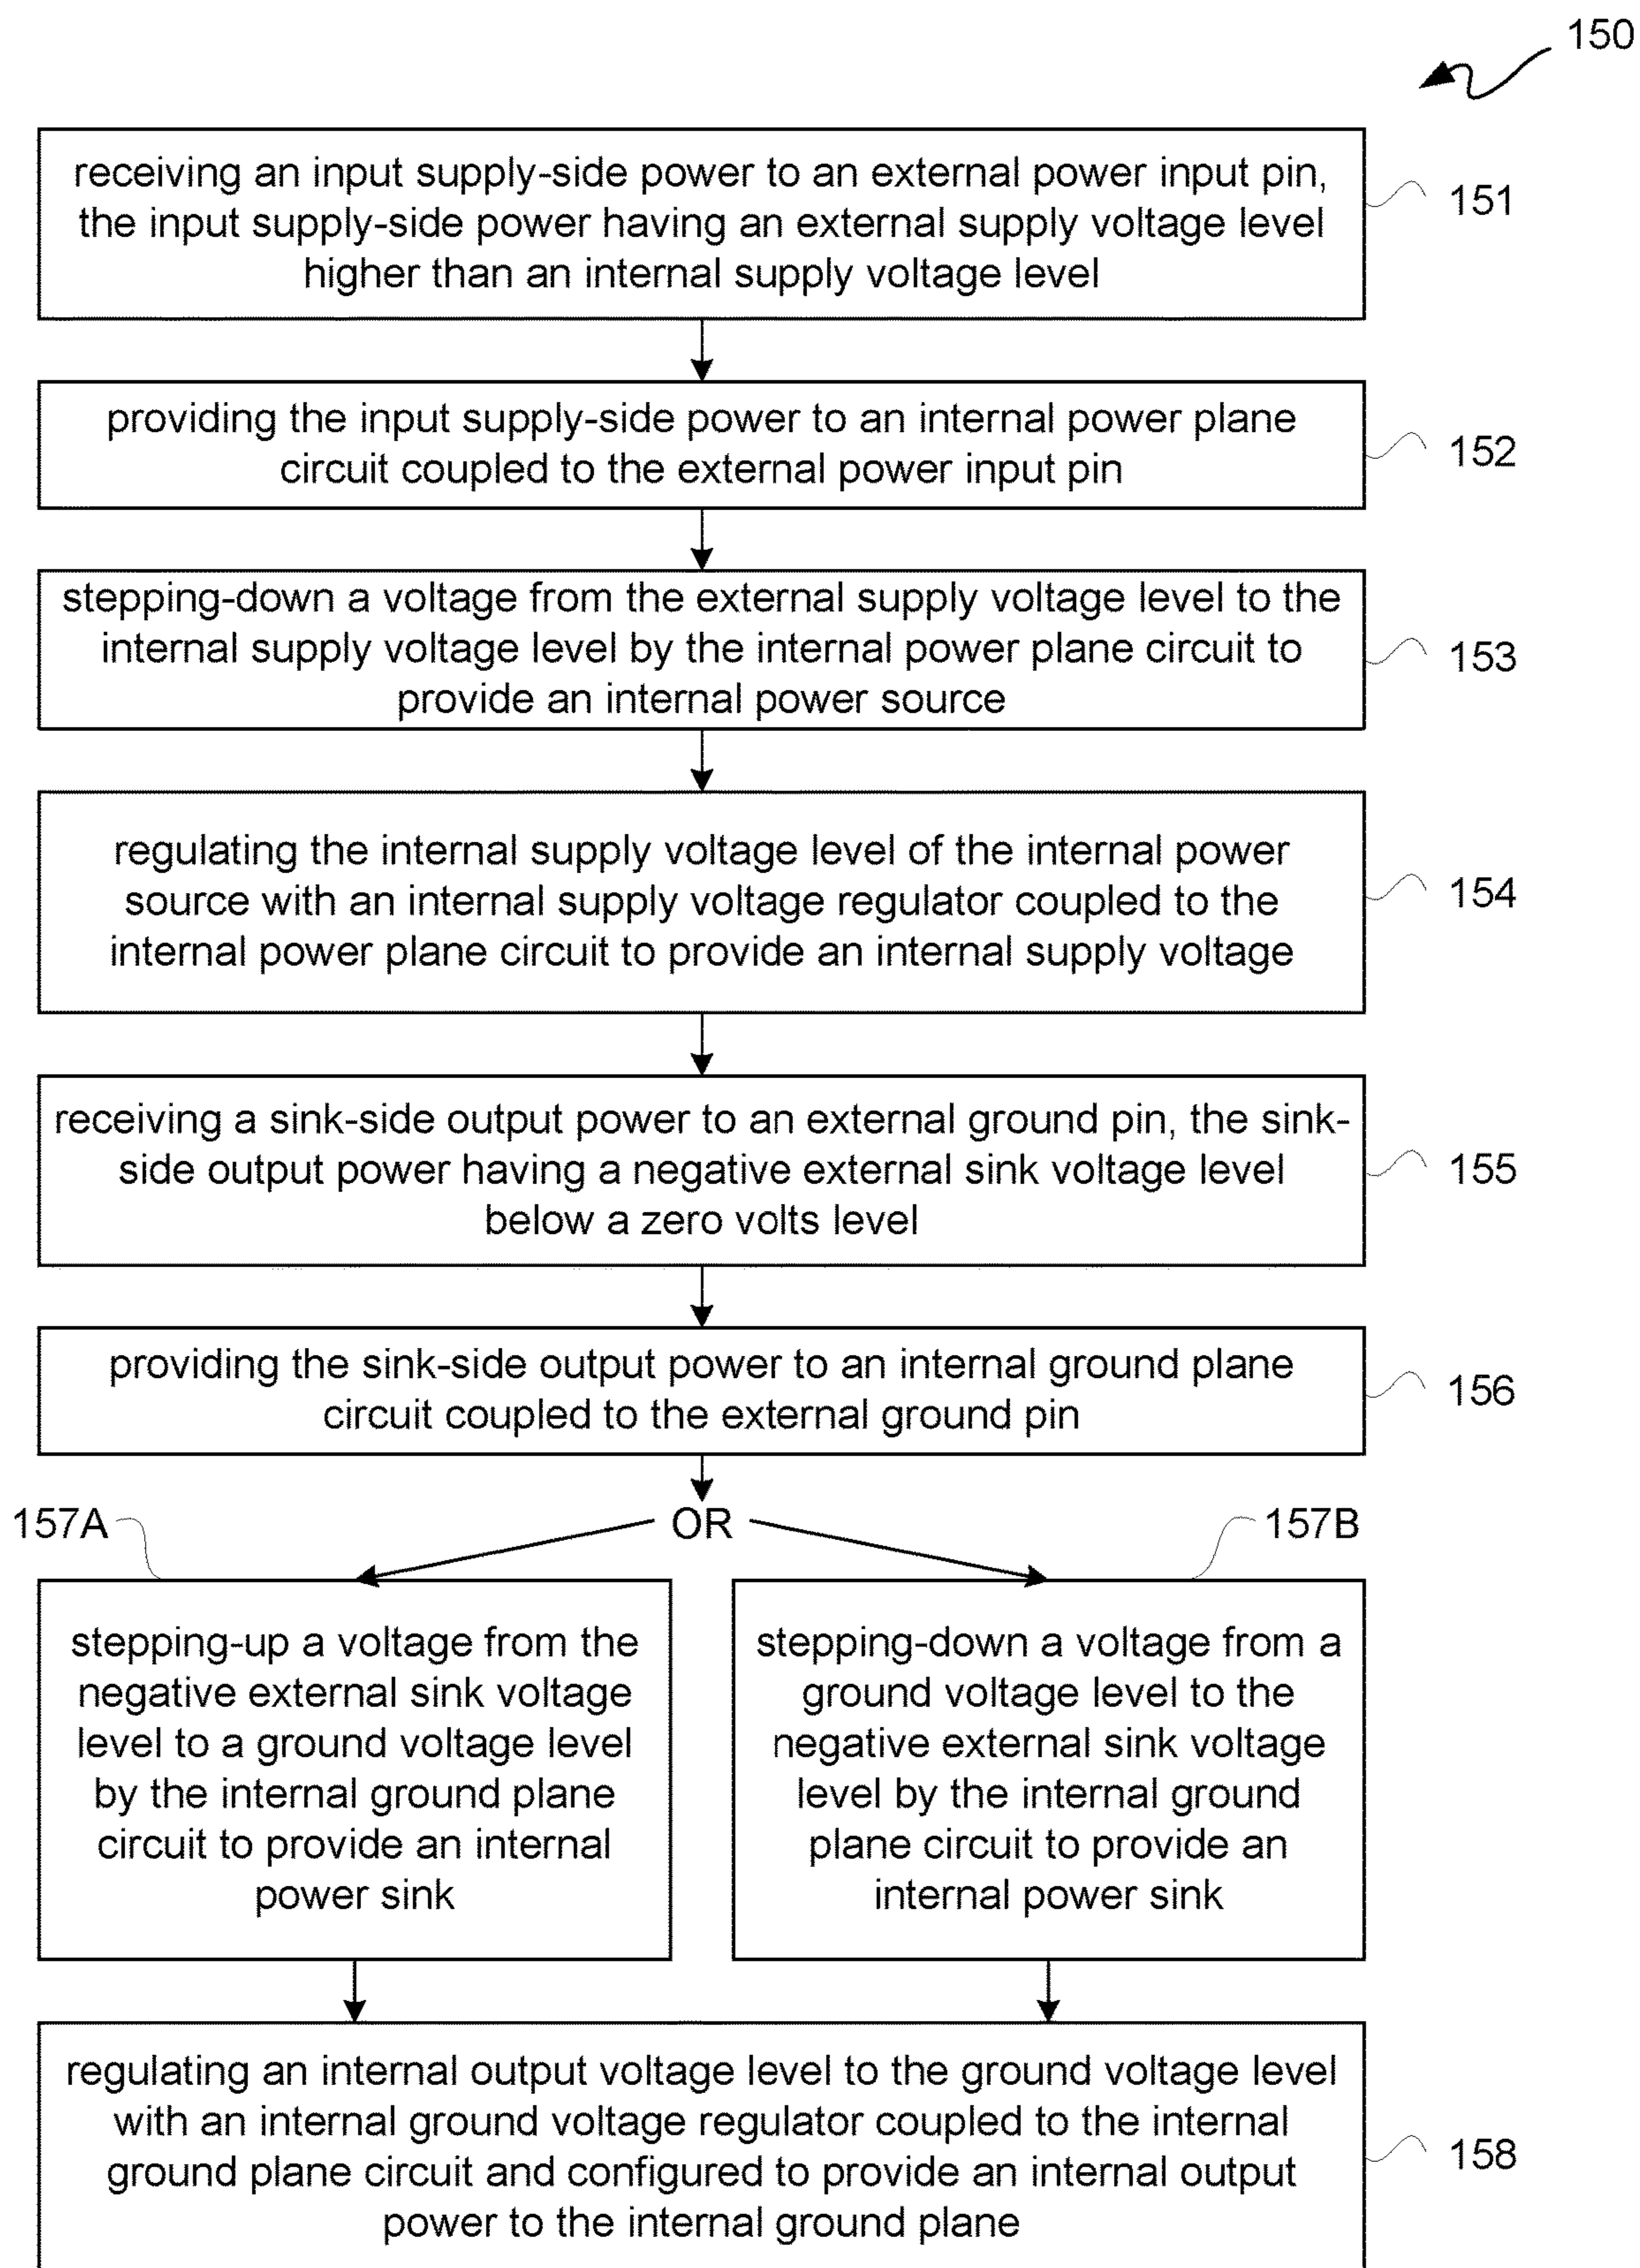 150
receiving an input supply-side power to an external power input pin,
the input supply-side power having an external supply voltage level
higher than an internal supply voltage level
151
providing the input supply-side power to an internal power plane
circuit coupled to the external power input pin
152
stepping-down a voltage from the external supply voltage level to the
internal supply voltage level by the internal power plane circuit to
provide an internal power source
153
regulating the internal supply voltage level of the internal power
source with an internal supply voltage regulator coupled to the
internal power plane circuit to provide an internal supply voltage
154
receiving a sink-side output power to an external ground pin, the sink-
side output power having a negative external sink voltage level
below a zero volts level
155
providing the sink-side output power to an internal ground plane
circuit coupled to the external ground pin
156
OR
157A
stepping-up a voltage from the
negative external sink voltage
level to a ground voltage level
by the internal ground plane
circuit to provide an internal
power sink
157B
stepping-down a voltage from a
ground voltage level to the
negative external sink voltage
level by the internal ground
plane circuit to provide an
internal power sink
regulating an internal output voltage level to the ground voltage level
with an internal ground voltage regulator coupled to the internal
ground plane circuit and configured to provide an internal output
power to the internal ground plane
158